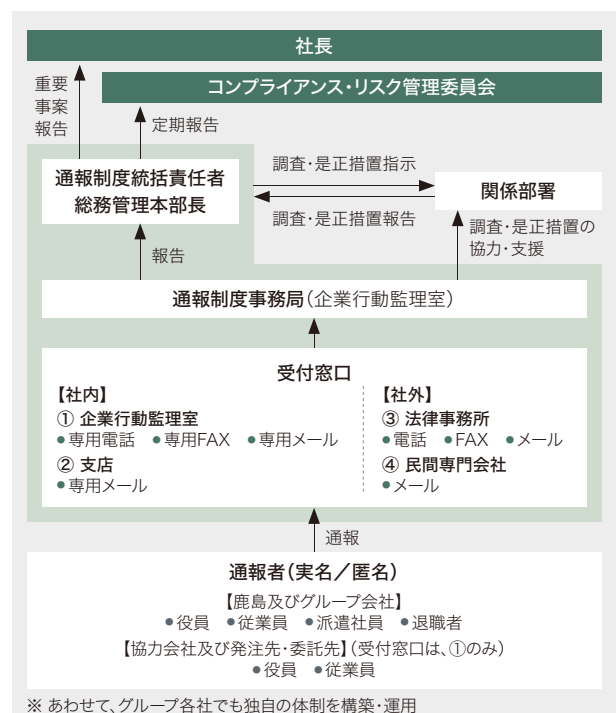 社長
コンプライアンス・リスク管理委員会
重要
事案
報告
定期報告
通報制度統括責任者
総務管理本部長
調査・是正措置指示
調査・是正措置報告
関係部署
報告
調査・是正措置の
協力・支援
通報制度事務局（企業行動監理室）
受付窓口
【社内】
① 企業行動監理室
●専用電話 ●専用FAX ●専用メール
② 支店
●専用メール
【社外】
③ 法律事務所
●電話 ●FAX ●メール
④ 民間専門会社
●メール
通報
通報者（実名／匿名）
【鹿島及びグループ会社】
●役員 ●従業員 ●派遣社員 ●退職者
【協力会社及び発注先・委託先】（受付窓口は、①のみ）
●役員 ●従業員
※ あわせて、グループ各社でも独自の体制を構築・運用